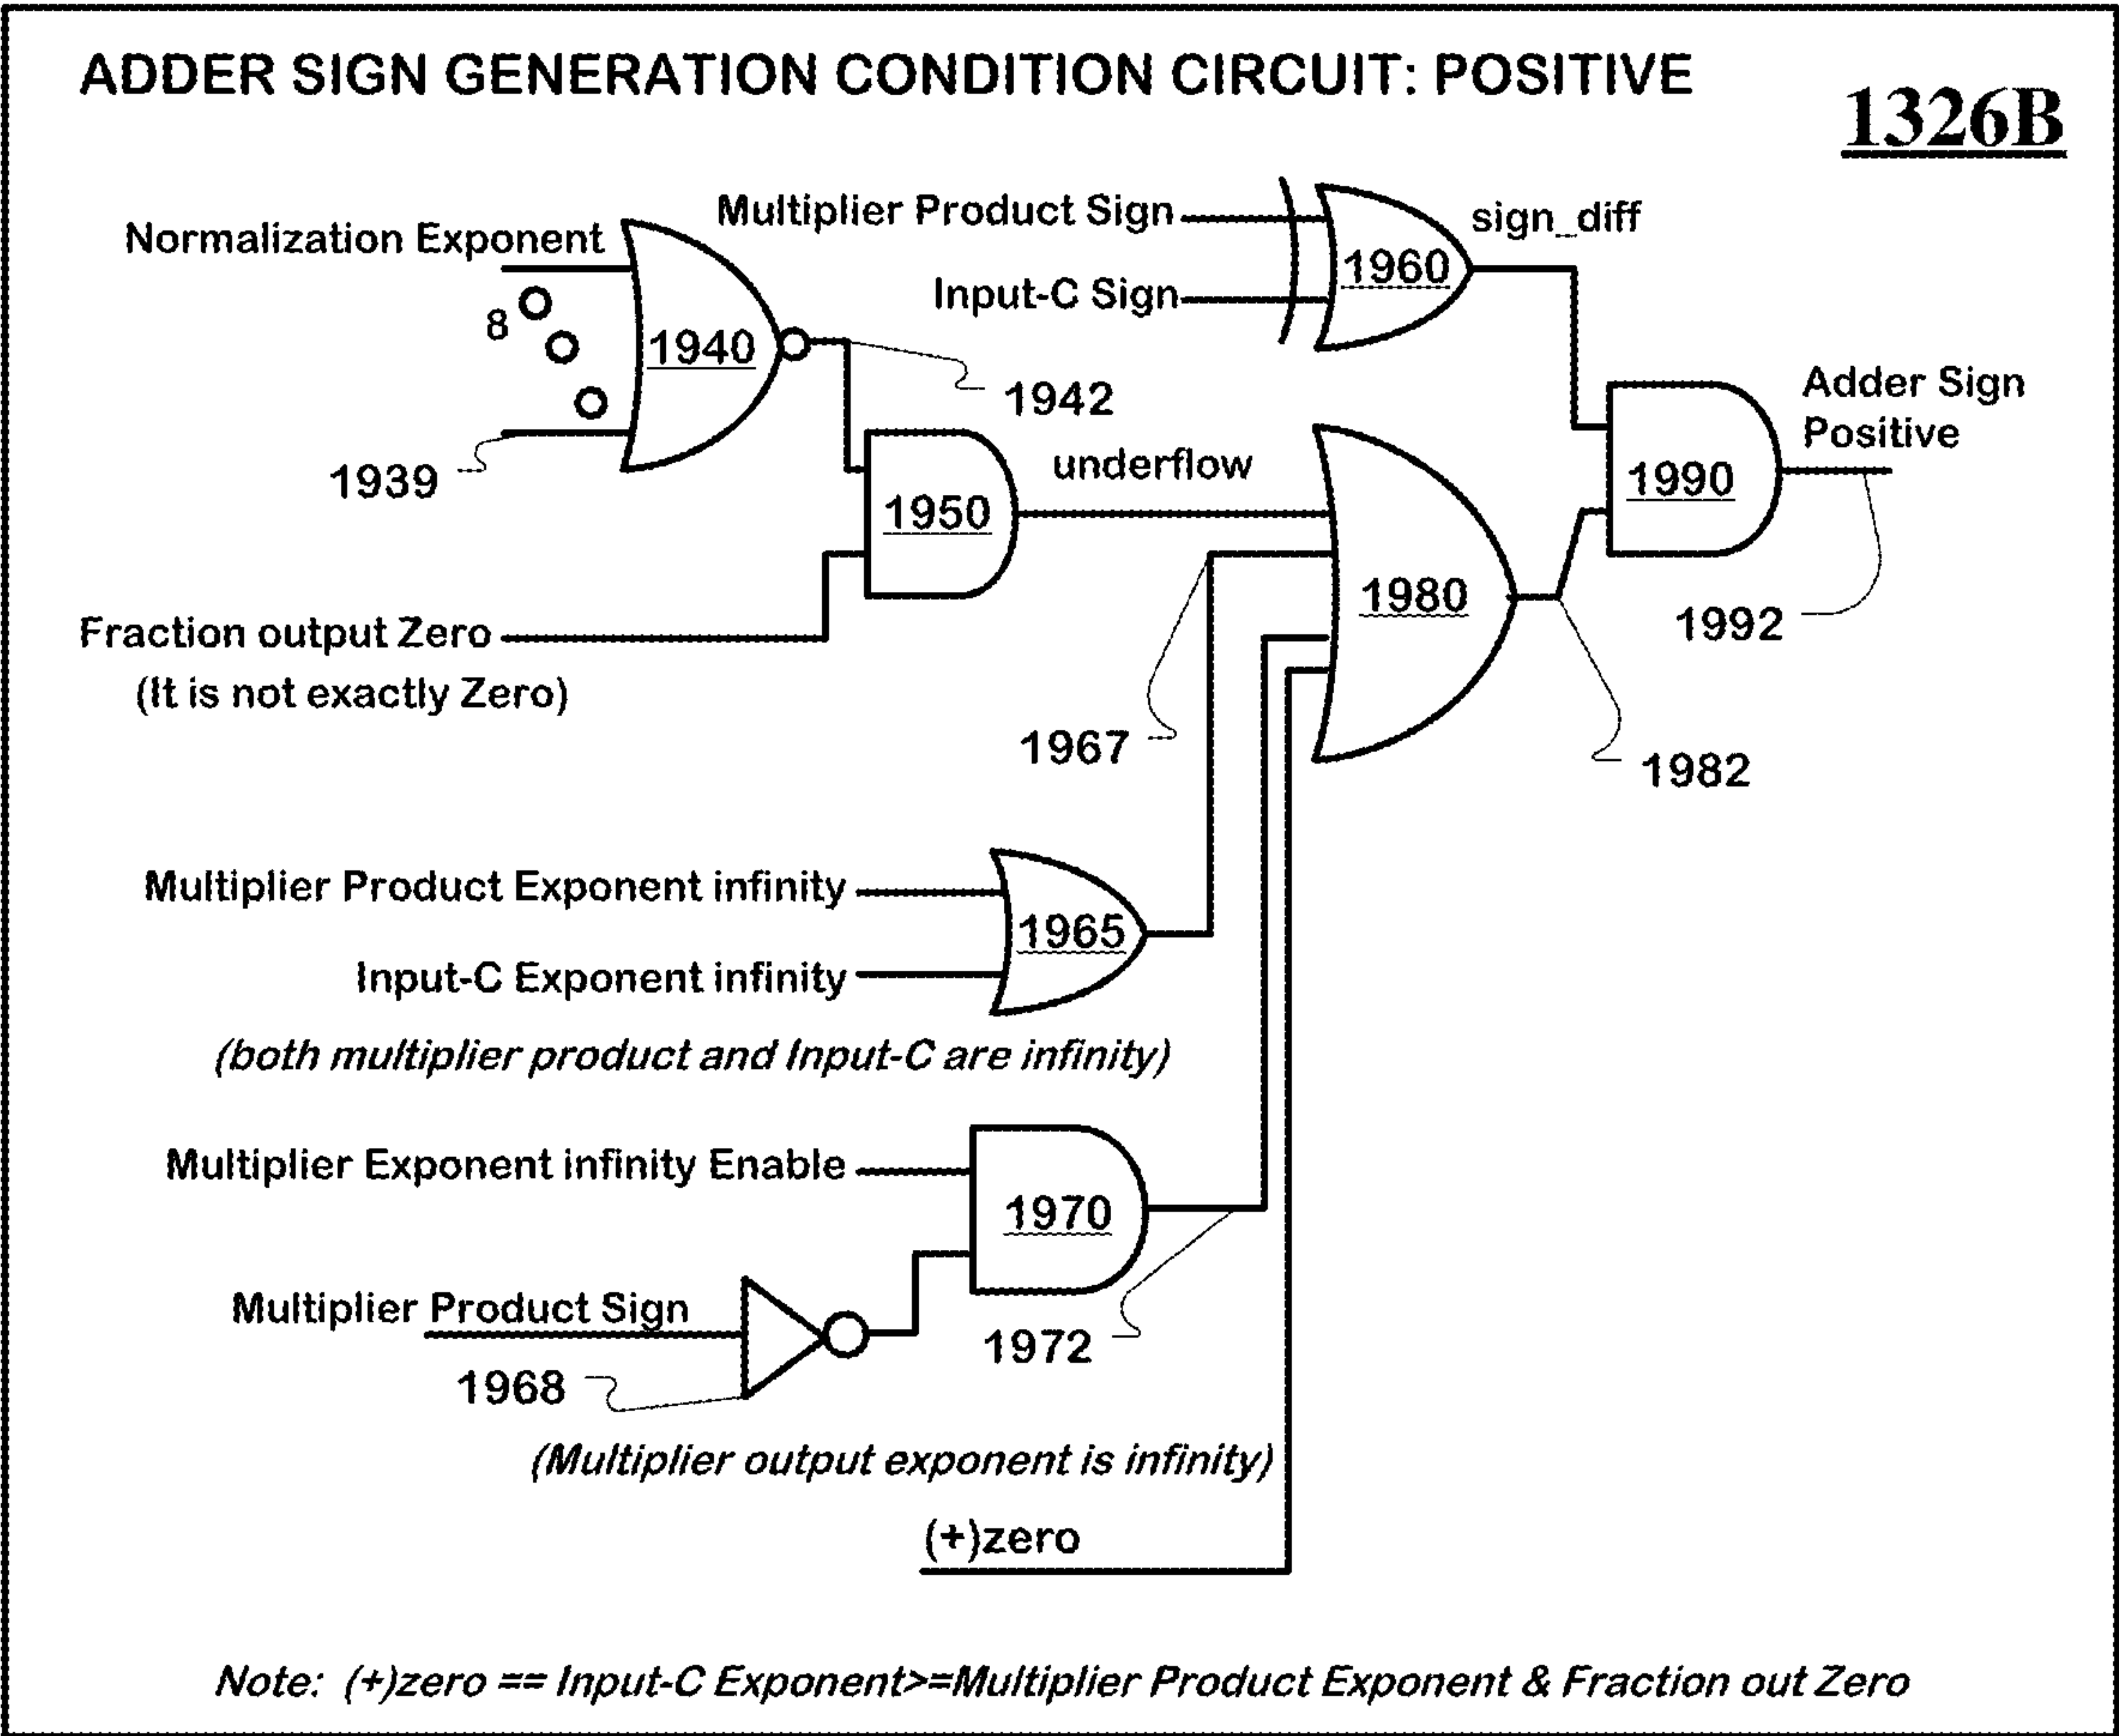 ADDER SIGN GENERATION CONDITION CIRCUIT: POSITIVE
1326B
Multiplier Product Sign
sign_diff
Normalization Exponent
1960
Input-C Sign
8
1940
1942
Adder Sign
Positive
1939
underflow
1990
1950
1980
Fraction output Zero
(It is not exactly Zero)
1992
1967
1982
Multiplier Product Exponent infinity
1965
Input-C Exponent infinity
(both multiplier product and Input-C are infinity)
Multiplier Exponent infinity Enable
1970
Multiplier Product Sign
1972
1968
(Multiplier output exponent is infinity)
(+)zero
Note: (+)zero == Input-C Exponent>=Multiplier Product Exponent & Fraction out Zero